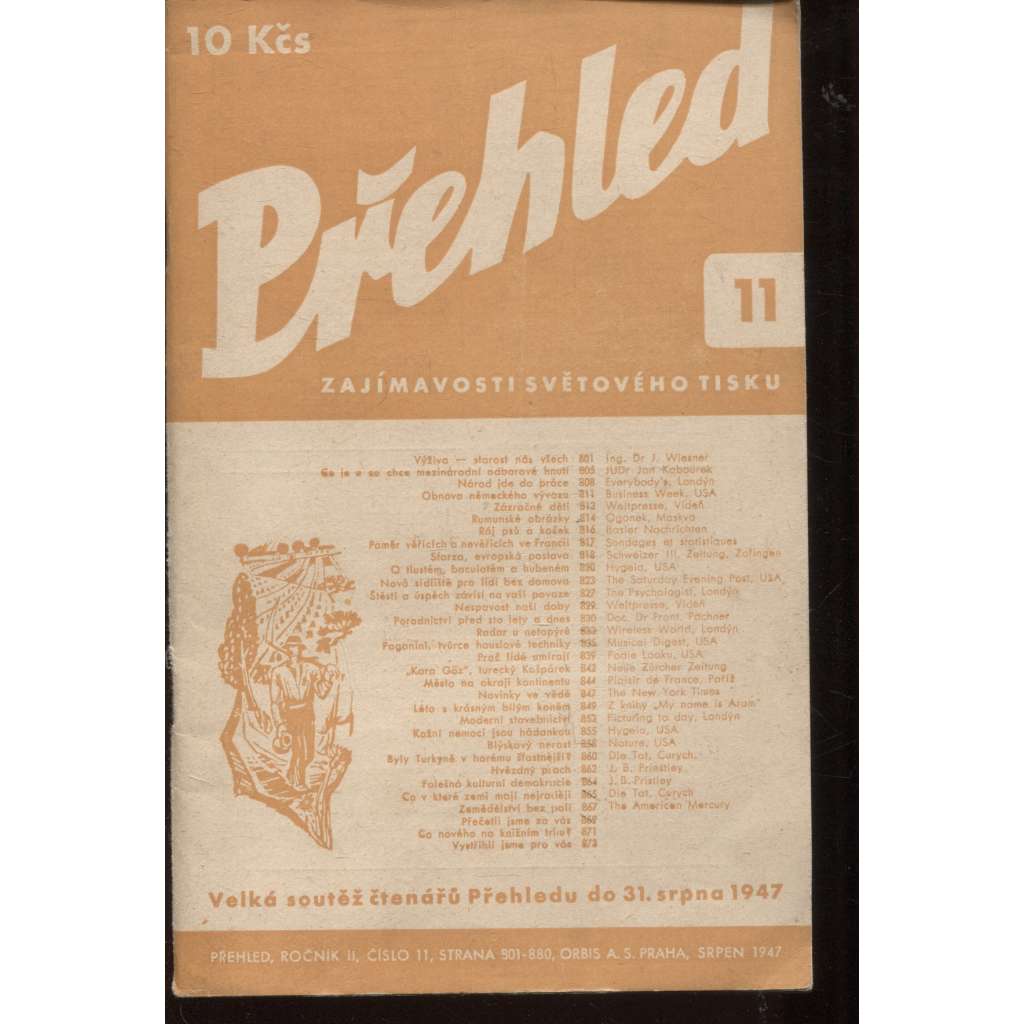 10 Kčs
Přehled
11
ZAJÍMAVOSTI SVĚTOVÉHO TISKU
Výživa — starost nás všech 801 Ing. Dr J. Wiesner
Co je a co chce mezinárodní odborové hnutí 805 JUDr Jan Kabourek
Národ jde do práce 808 Everybody's, Londýn
Obnova německého vývozu 811 Business Week, USA
Zázračné děti 812 Weltpresse, Vídeň
Rumunské obrázky 814 Ogonek, Moskva
Ráj psů a koček 816 Basler Nachrichten
Poměr věřících a nevěřících ve Francii 817 Sondages et statistiques
Sforza, evropská postava 818 Schweizer Ill. Zeitung, Zofingen
O tlustém, baculatém a hubeném 820 Hygeia, USA
Nová sídliště pro lidi bez domova 823 The Saturday Evening Post, USA
Štěstí a úspěch závisí na vaší povaze 827 The Psychologist, Londýn
Nespavost naší doby 829 Weltpresse, Vídeň
Porodnictví před sto lety a dnes 830 Doc. Dr Frant. Pachner
Radar u netopýrů Wireless World, Londýn
Paganini, tvůrce houslové techniky 835 Musical Digest, USA
Proč lidé umírají 839 USA
„Kara Göz", turecký Kašpárek 842 Neue Zürcher Zeitung
Město na okraji kontinentu 844 Plaisir de France, Paříž
Novinky ve vědě 847 The New York Times
Léto s krásným bílým koněm 849 Z knihy „My name is Aram"
Moderní stavebnictví 852 Picturing to day, Londýn
Kožní nemoci jsou hádankou 855 Hygeia, USA
Blýskavý nerost 858 Nature, USA
Byly Turkyně v harému šťastnější? 860 Die Tat, Curych
Hvězdný prach 862 J. B. Priestley
Falešná kulturní demokracie 864 J. B. Pristley
Co v které zemi mají nejraději 865 Die Tat, Curych
Zemědělství bez polí 867 The American Mercury
Přečetli jsme za vás 869
Co nového na knižním trhu? 871
Vystřihli jsme pro vás 873
Velká soutěž čtenářů Přehledu do 31. srpna 1947
PŘEHLED, ROČNÍK II, ČÍSLO 11, STRANA 801-880, ORBIS A. S. PRAHA, SRPEN 1947